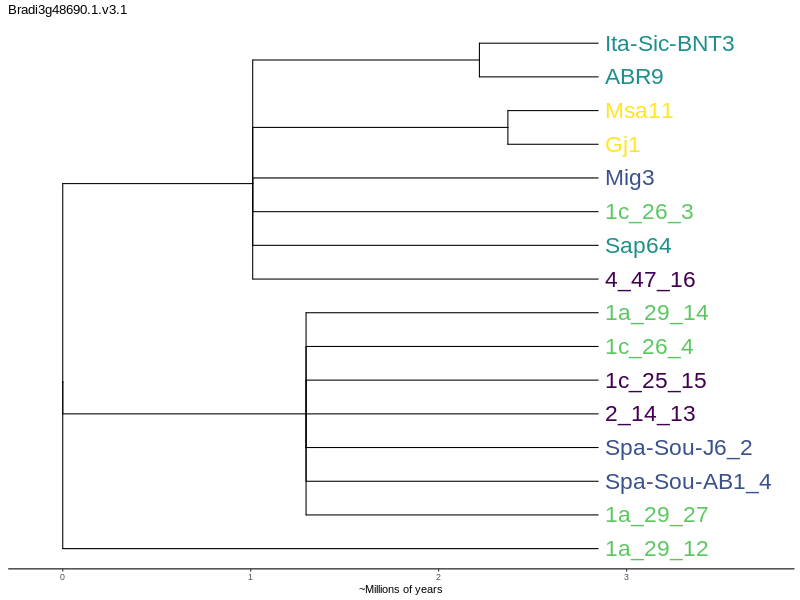 Bradi3g48690.1.v3.1
Ita-Sic-BNT3
ABR9
Msa11
Gj1
Mig3
1c_26_3
Sap64
4_47_16
1a_29_14
1c_26_4
1c_25_15
2_14_13
Spa-Sou-J6_2
Spa-Sou-AB1_4
1a_29_27
1a_29_12
0 1 2 3
~Millions of years